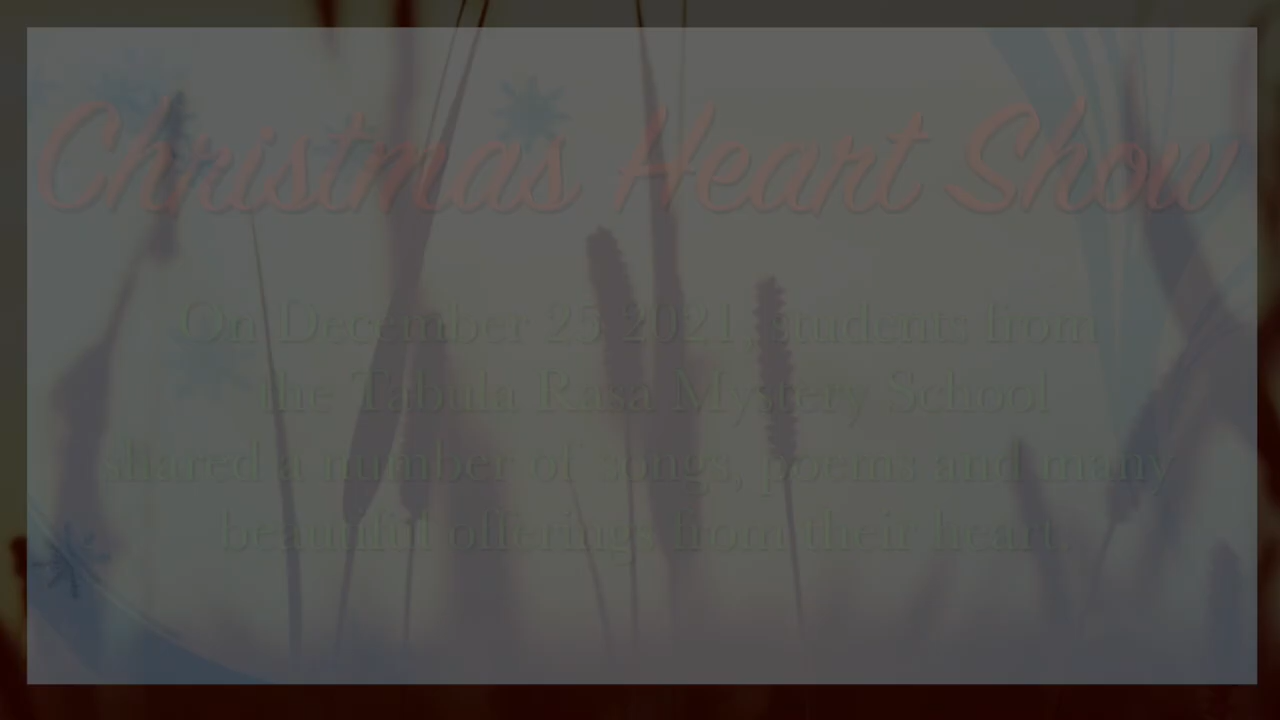 Christmas Heart Show
On December 25 2021, students from
the Tabula Rasa Mystery School
shared a number of songs, poems and many
beautiful offerings from their heart.